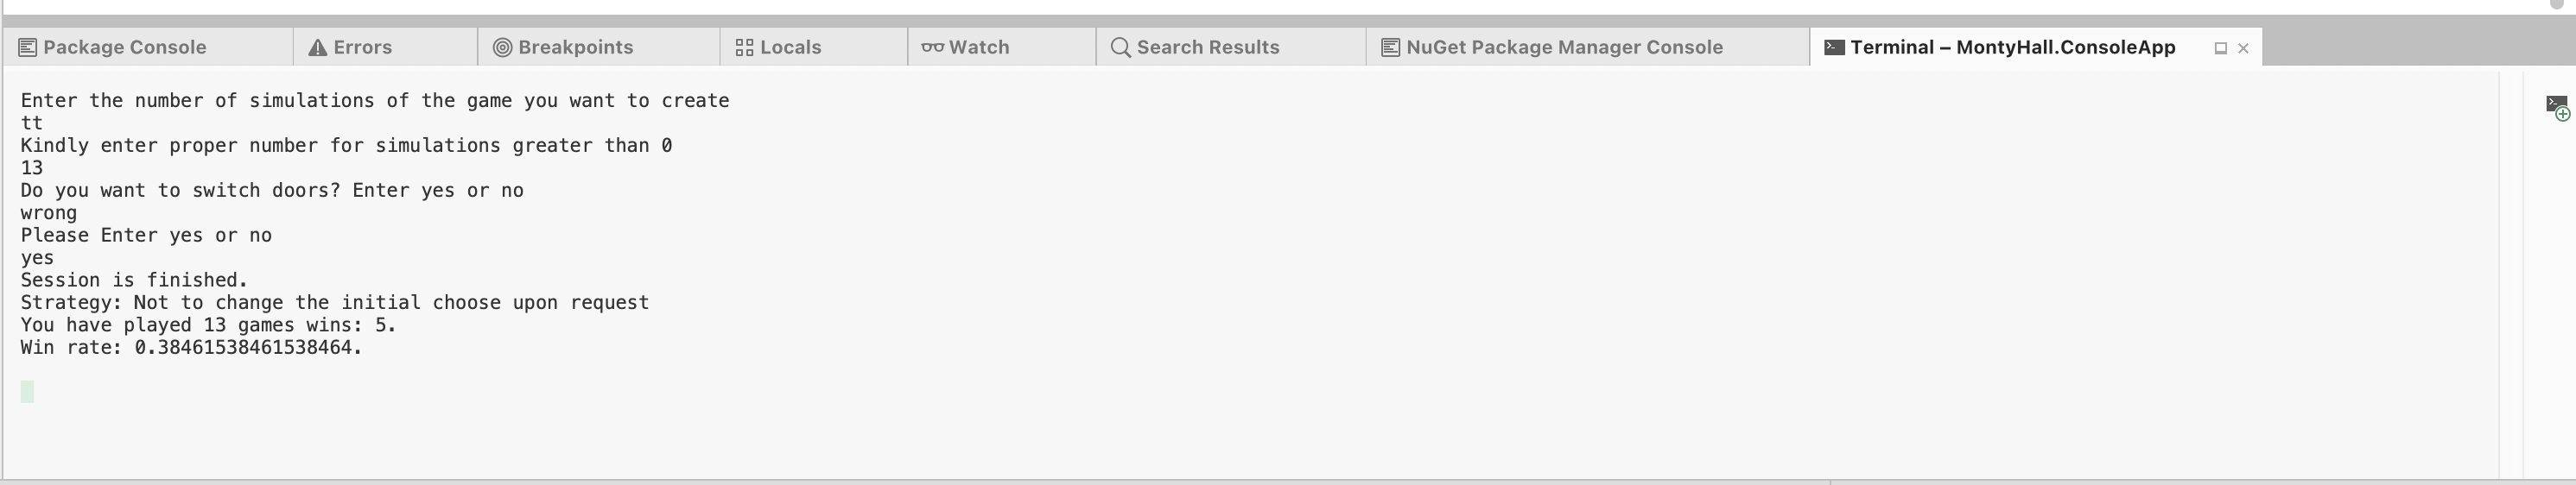 Package Console
Errors
Breakpoints
Locals
Watch
Search Results
NuGet Package Manager Console
Terminal – MontyHall.ConsoleApp
Enter the number of simulations of the game you want to create
tt
Kindly enter proper number for simulations greater than 0
13
Do you want to switch doors? Enter yes or no
wrong
Please Enter yes or no
yes
Session is finished.
Strategy: Not to change the initial choose upon request
You have played 13 games wins: 5.
Win rate: 0.38461538461538464.